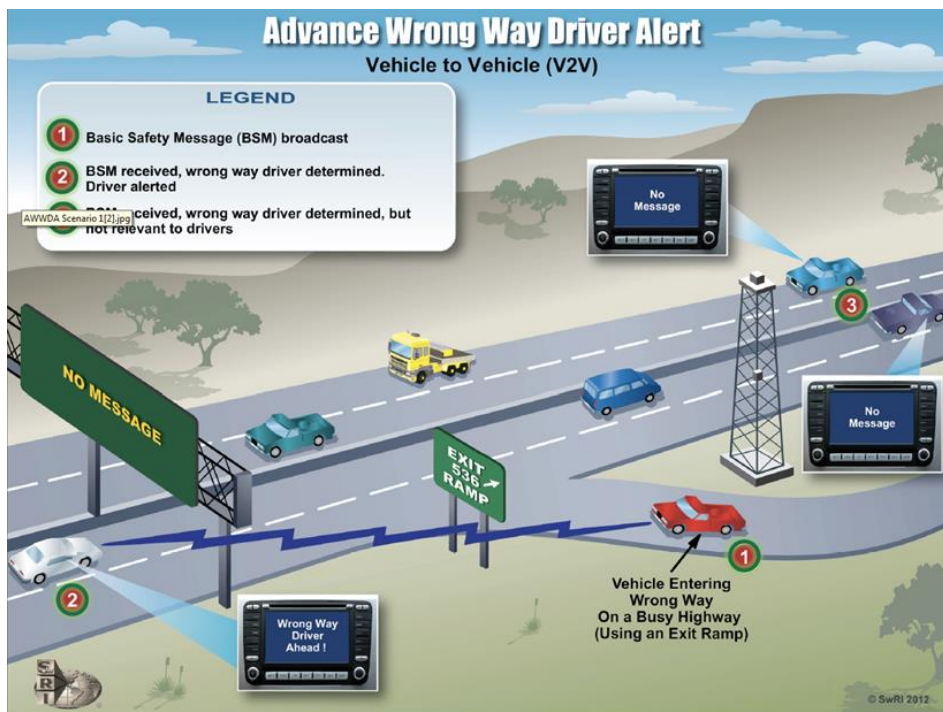 Advance Wrong Way Driver Alert
Vehicle to Vehicle (V2V)
LEGEND
1 Basic Safety Message (BSM) broadcast
2 BSM received, wrong way driver determined.
Driver alerted
AWWDA Scenario 1[2].jpg
received, wrong way driver determined, but
not relevant to drivers
No
Message
3
NO MESSAGE
No
Message
EXIT
536
RAMP
1
2
Vehicle Entering
Wrong Way
On a Busy Highway
(Using an Exit Ramp)
Wrong Way
Driver
Ahead !
SRI
© SwRI 2012